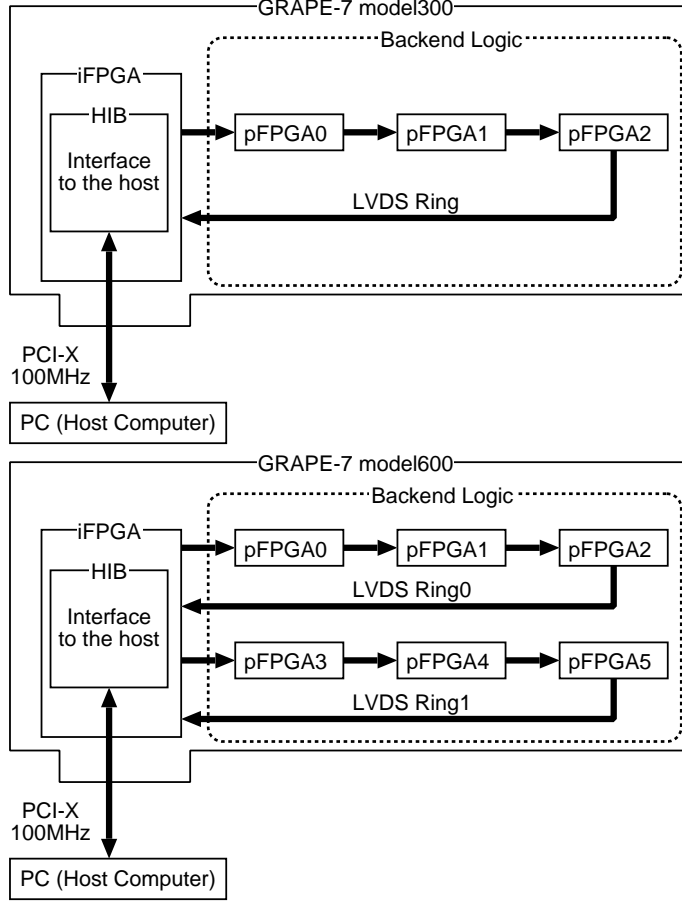 GRAPE-7 model300
Backend Logic
iFPGA
HIB
Interface
to the host
pFPGA0
pFPGA1
pFPGA2
LVDS Ring
PCI-X
100MHz
PC (Host Computer)
GRAPE-7 model600
Backend Logic
iFPGA
HIB
Interface
to the host
pFPGA0
pFPGA1
pFPGA2
LVDS Ring0
pFPGA3
pFPGA4
pFPGA5
LVDS Ring1
PCI-X
100MHz
PC (Host Computer)